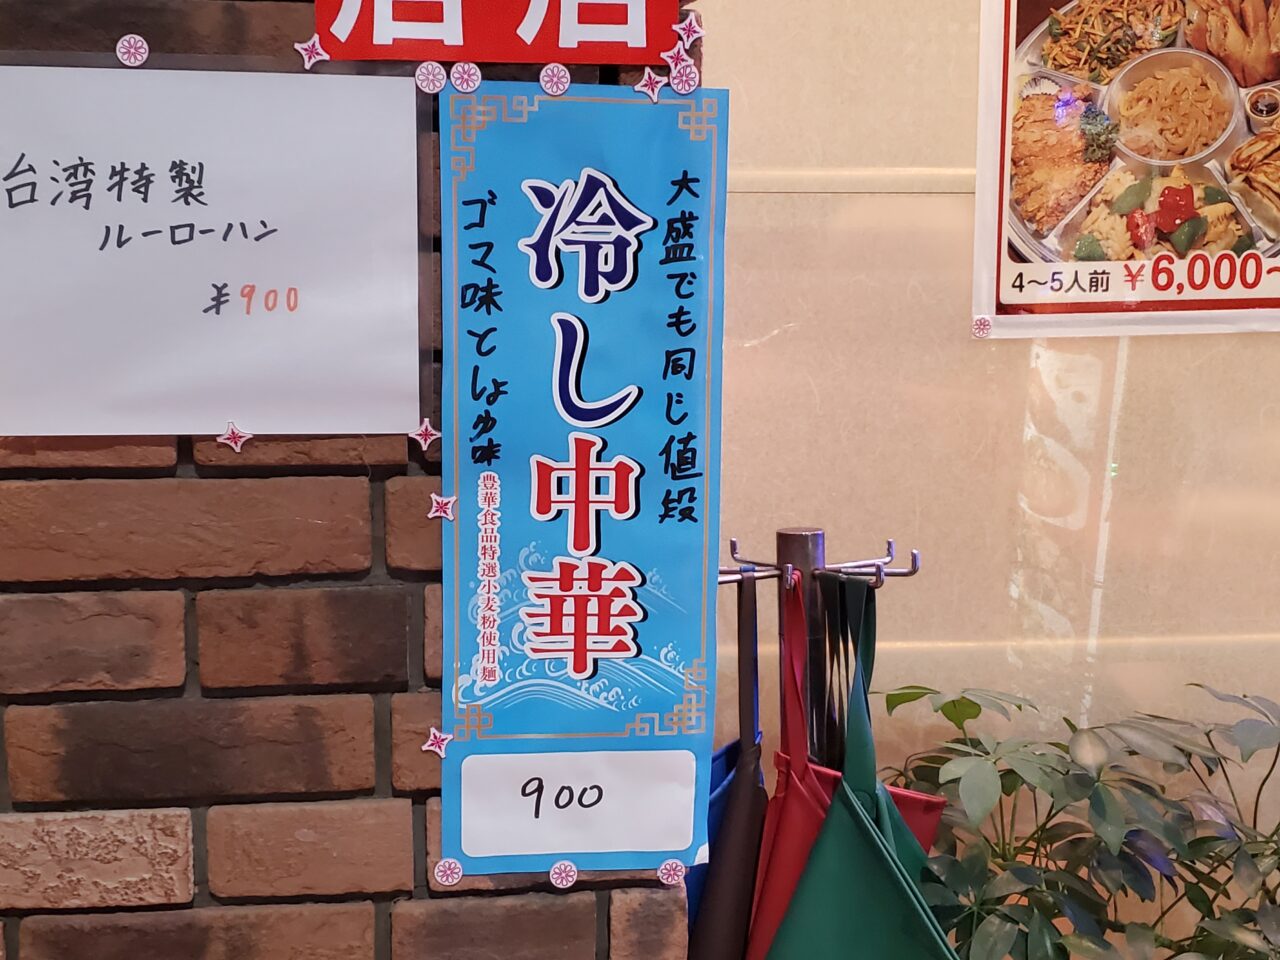 台湾特製
ルーローハン
¥900
大盛でも同じ値段
冷し中華
ゴマ味としょゆ味
豊華食品特選小麦粉使用麺
900
4〜5人前 ¥6,000〜